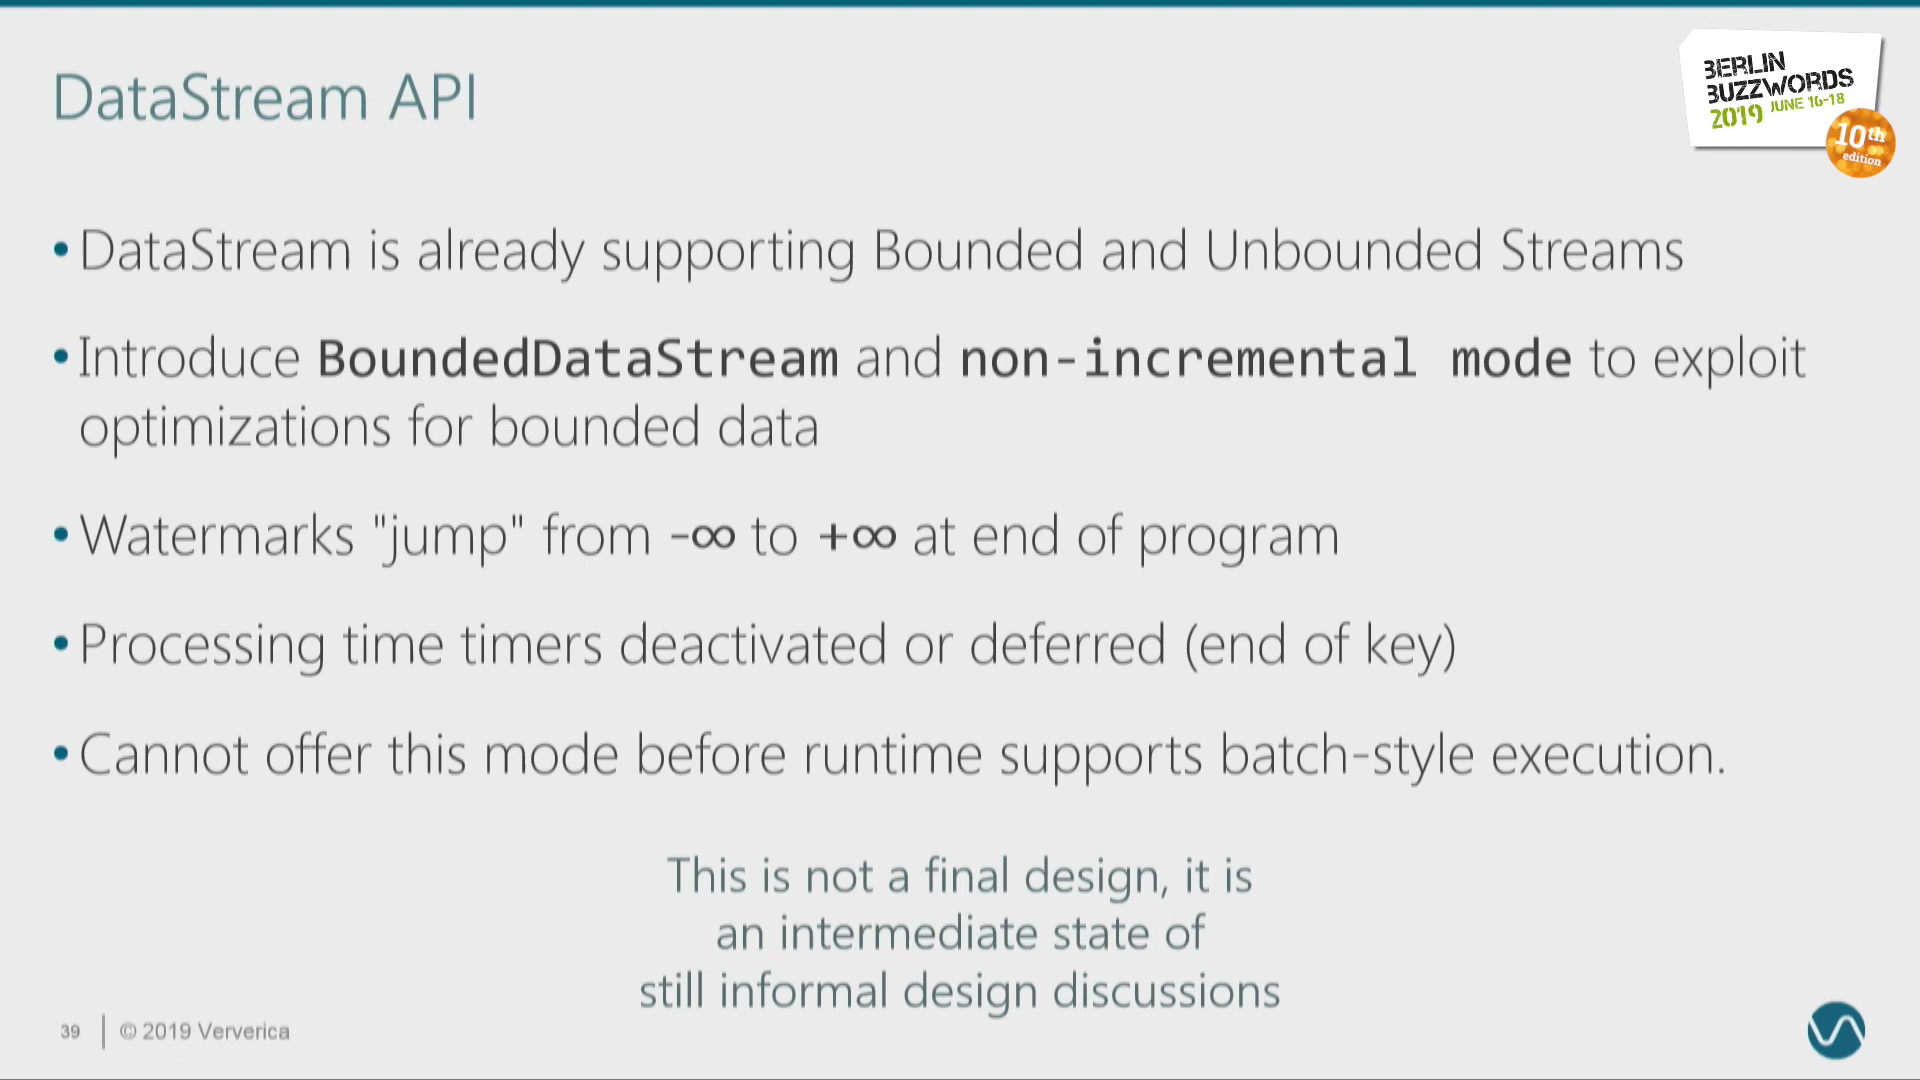 DataStream API
BERLIN
BUZZWORDS
2019 JUNE 16-18
10th
edition
• DataStream is already supporting Bounded and Unbounded Streams
• Introduce BoundedDataStream and non-incremental mode to exploit
optimizations for bounded data
• Watermarks "jump" from -∞ to +∞ at end of program
• Processing time timers deactivated or deferred (end of key)
• Cannot offer this mode before runtime supports batch-style execution.
This is not a final design, it is
an intermediate state of
still informal design discussions
39 | © 2019 Ververica